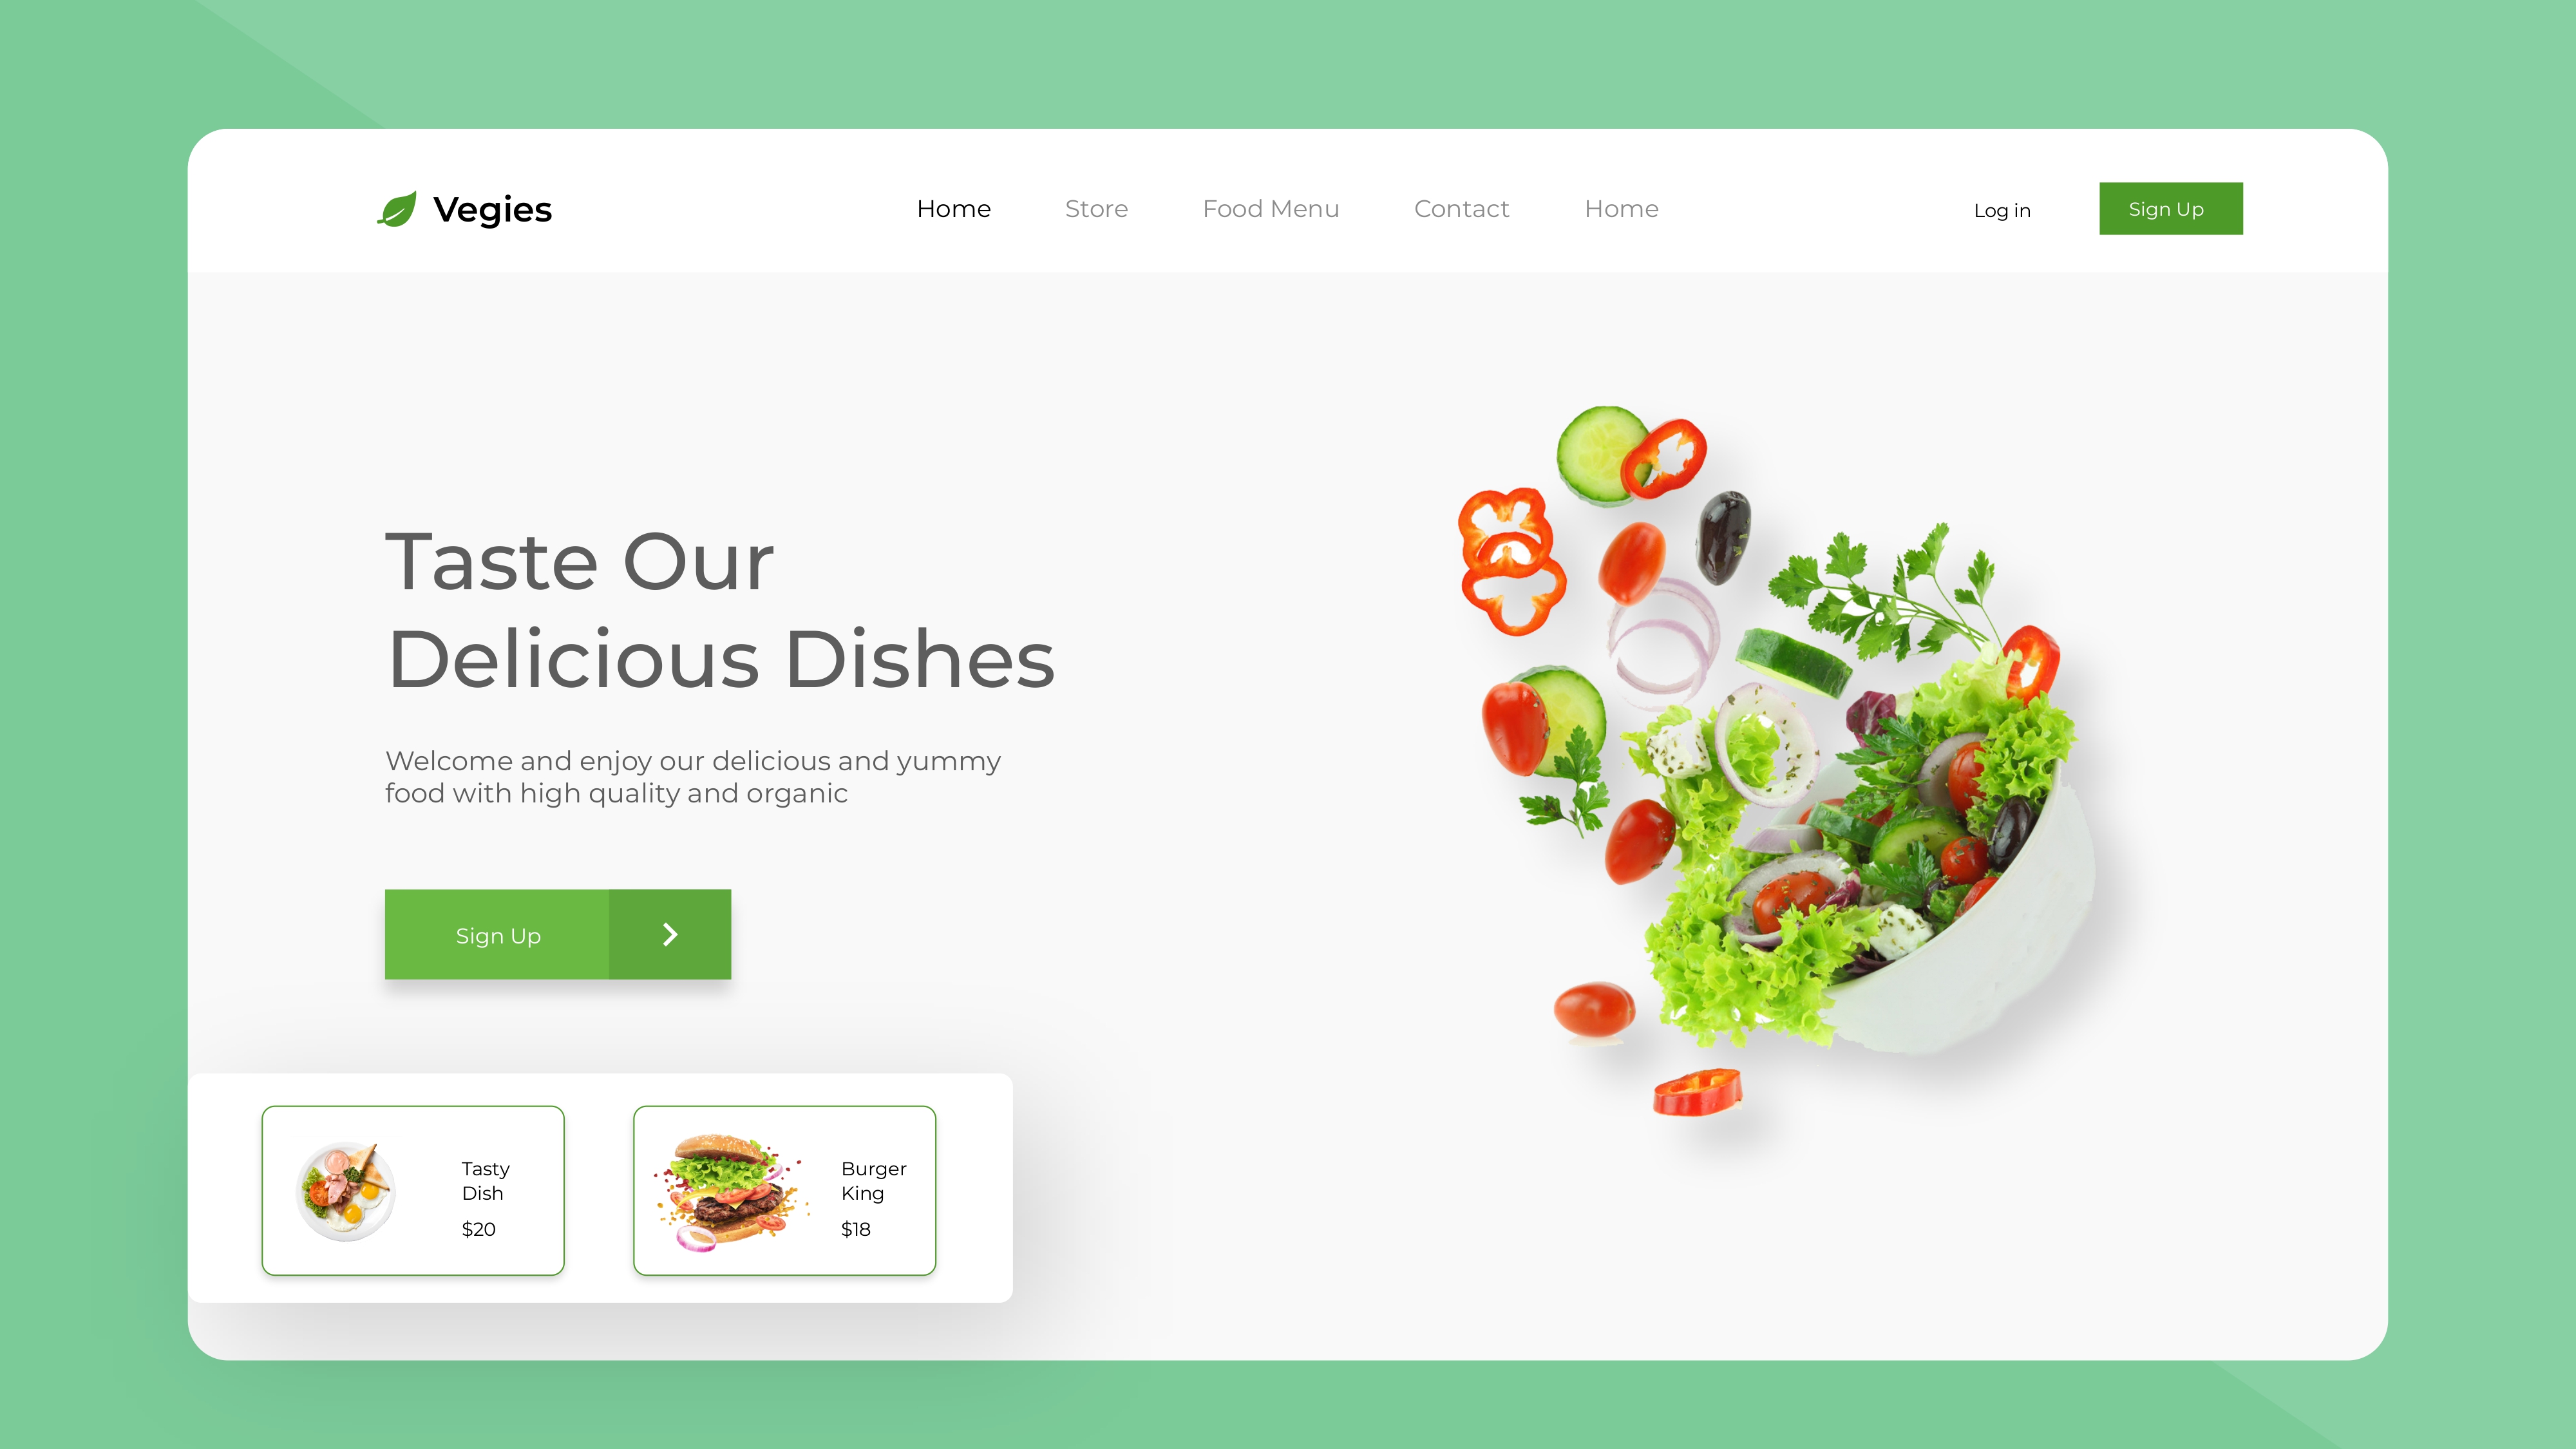 Vegies
Home
Store
Food Menu
Contact
Home
Log in
Sign Up
Taste Our
Delicious Dishes
Welcome and enjoy our delicious and yummy
food with high quality and organic
Sign Up
Tasty
Dish
$20
Burger
King
$18